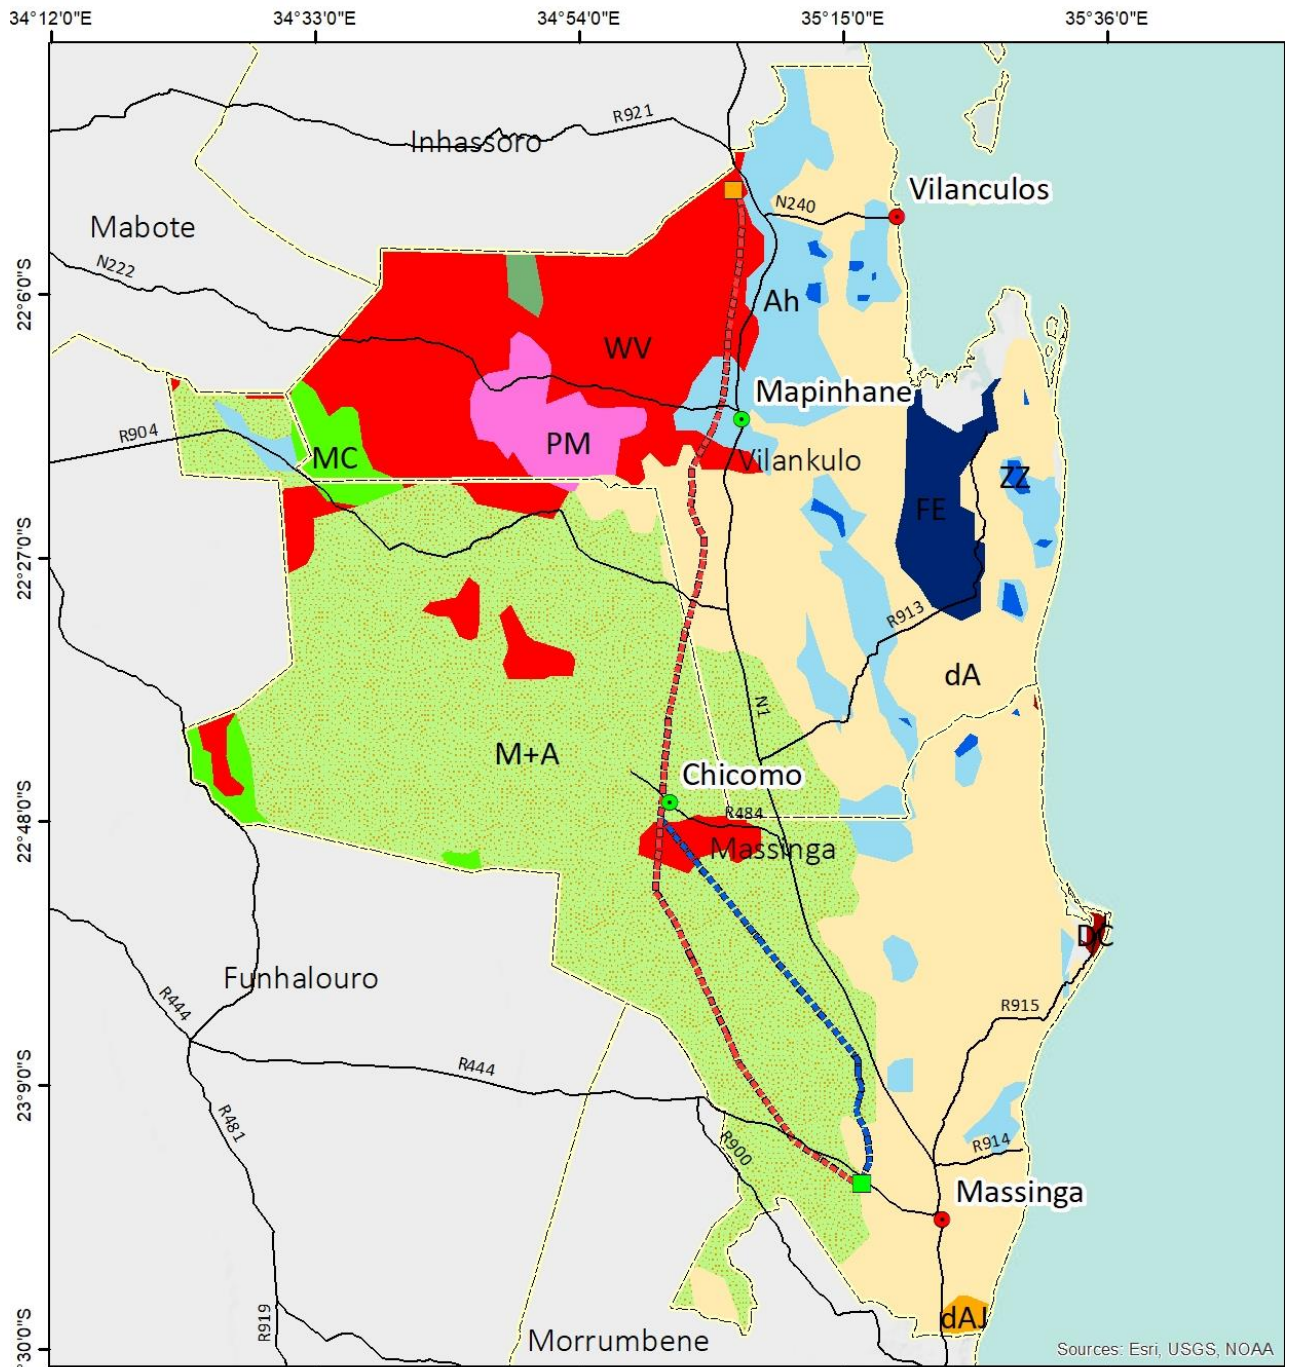 34°12'0"E 34°33'0"E 34°54'0"E 35°15'0"E 35°36'0"E
R921
Inhassoro
Vilanculos
N240
Mabote
N222
22°6'0"S
Ah
WV
Mapinhane
R904
MC
PM
Vilankulo
ZZ
FE
22°27'0"S
R913
dA
N1
M+A
Chicomo
R484
22°48'0"S
Massinga
DC
Funhalouro
R444
R915
R444
23°9'0"S
R481
R900
R914
Massinga
R919
dAJ
Morrumbene
30'0"S
Sources: Esri, USGS, NOAA